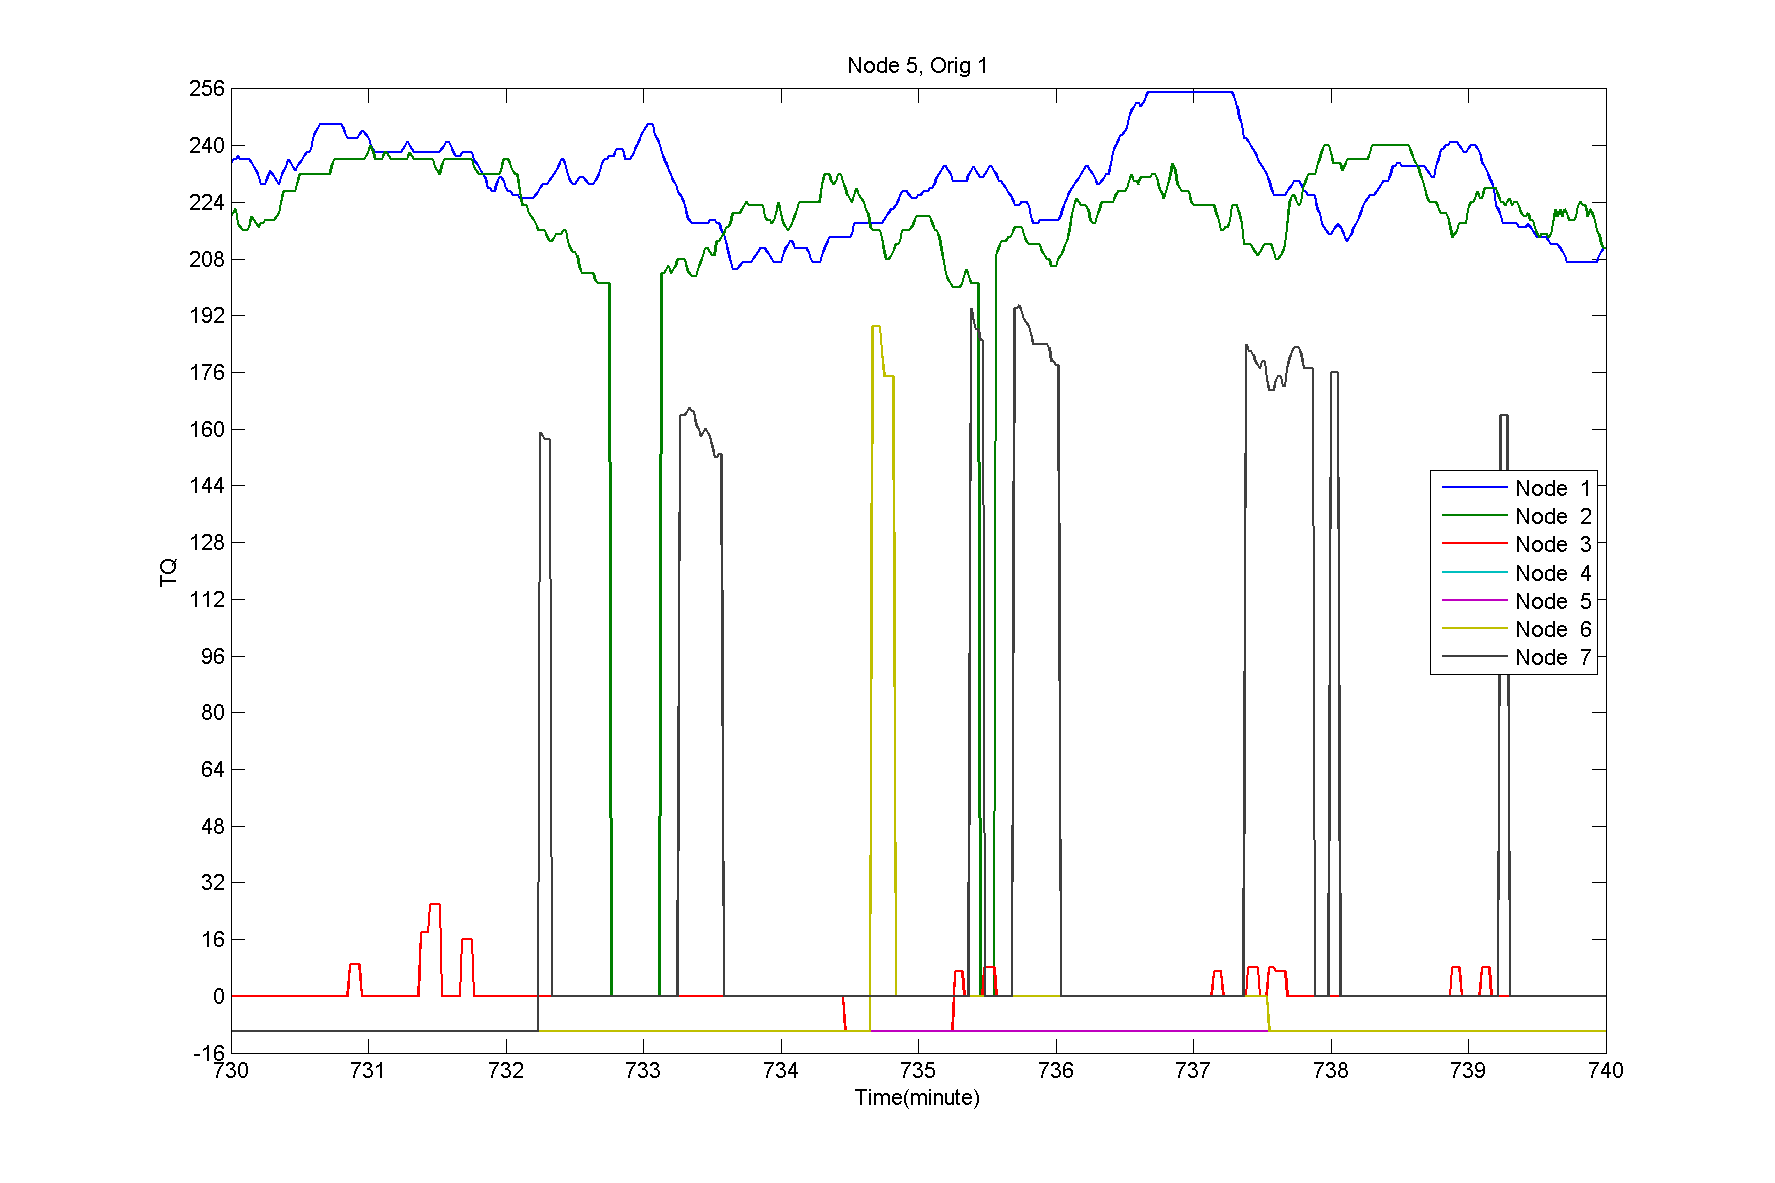 Node 5, Orig 1
256
240
224
208
192
176
160
144
128
112
96
80
64
48
32
16
0
-16
TQ
Node 1
Node 2
Node 3
Node 4
Node 5
Node 6
Node 7
730 731 732 733 734 735 736 737 738 739 740
Time(minute)